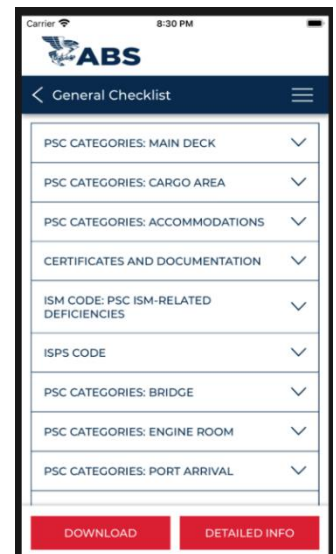 Carrier 8:30 PM
ABS
General Checklist
PSC CATEGORIES: MAIN DECK
PSC CATEGORIES: CARGO AREA
PSC CATEGORIES: ACCOMMODATIONS
CERTIFICATES AND DOCUMENTATION
ISM CODE: PSC ISM-RELATED
DEFICIENCIES
ISPS CODE
PSC CATEGORIES: BRIDGE
PSC CATEGORIES: ENGINE ROOM
PSC CATEGORIES: PORT ARRIVAL
DOWNLOAD DETAILED INFO